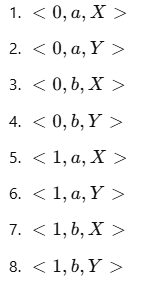 1. < 0, a, X >
2. < 0, a, Y >
3. < 0, b, X >
4. < 0, b, Y >
5. < 1, a, X >
6. < 1, a, Y >
7. < 1, b, X >
8. < 1, b, Y >